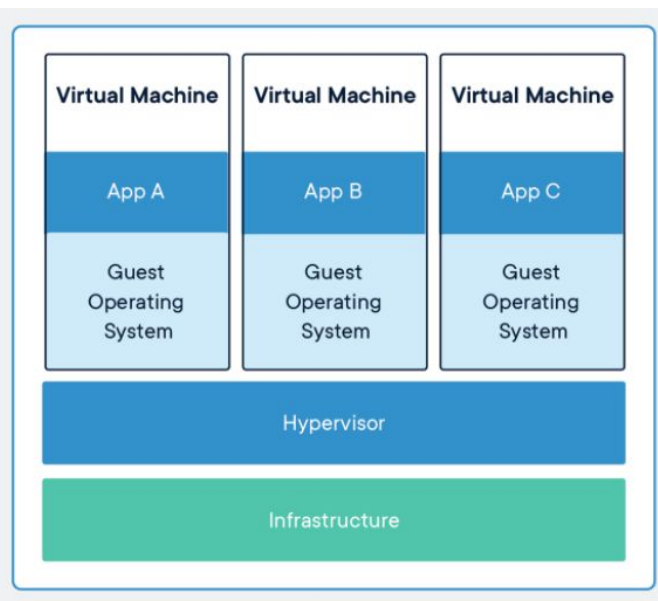 Virtual Machine
Virtual Machine
Virtual Machine
App A
App B
App C
Guest
Operating
System
Guest
Operating
System
Guest
Operating
System
Hypervisor
Infrastructure